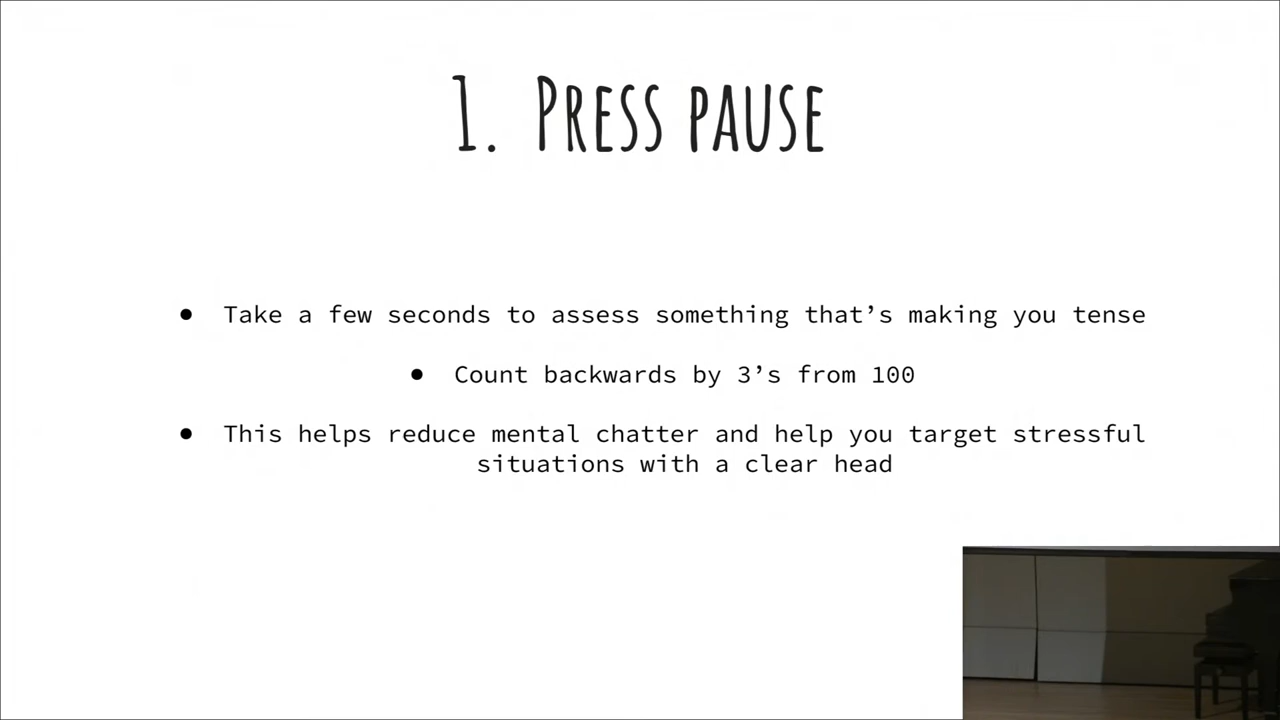 1. Press pause
● Take a few seconds to assess something that’s making you tense
● Count backwards by 3’s from 100
● This helps reduce mental chatter and help you target stressful
situations with a clear head